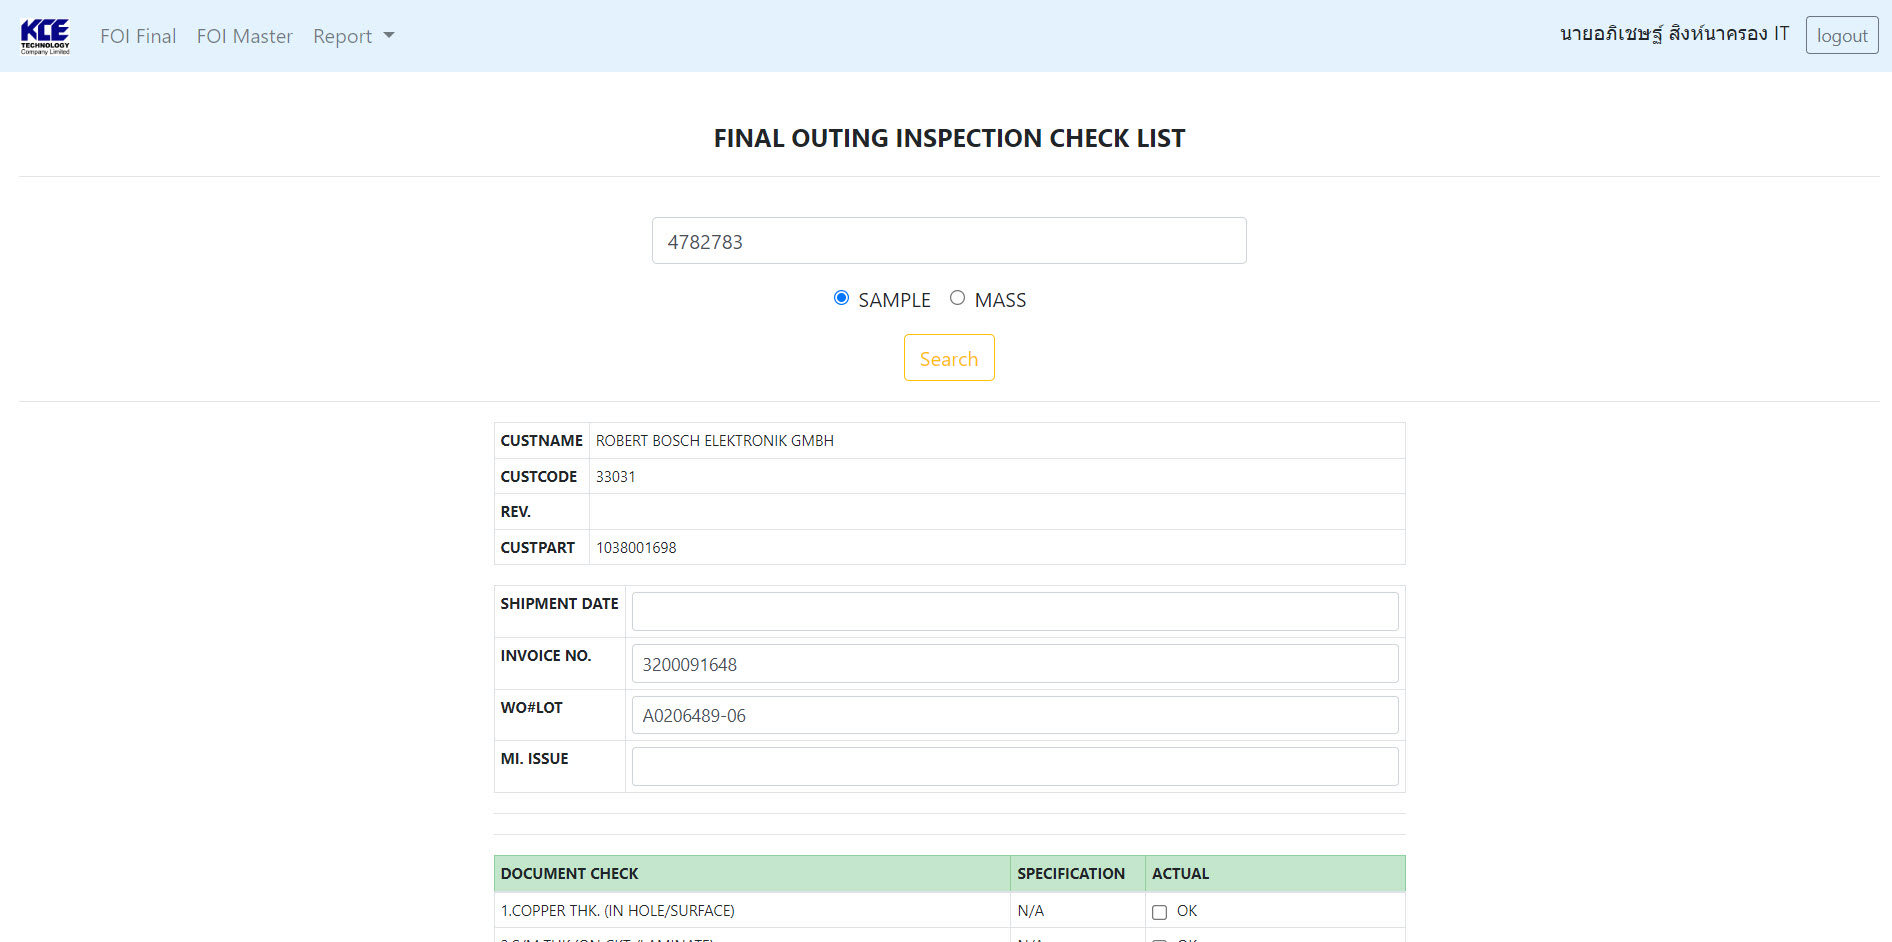 KCE
TECHNOLOGY
Company Limited
FOI Final FOI Master Report
นายอภิเชษฐ์ สิงห์นาครอง IT logout
FINAL OUTING INSPECTION CHECK LIST
4782783
SAMPLE MASS
Search
CUSTNAME ROBERT BOSCH ELEKTRONIK GMBH
CUSTCODE 33031
REV.
CUSTPART 1038001698
SHIPMENT DATE
INVOICE NO. 3200091648
WO#LOT A0206489-06
MI. ISSUE
DOCUMENT CHECK SPECIFICATION ACTUAL
1.COPPER THK. (IN HOLE/SURFACE) N/A OK